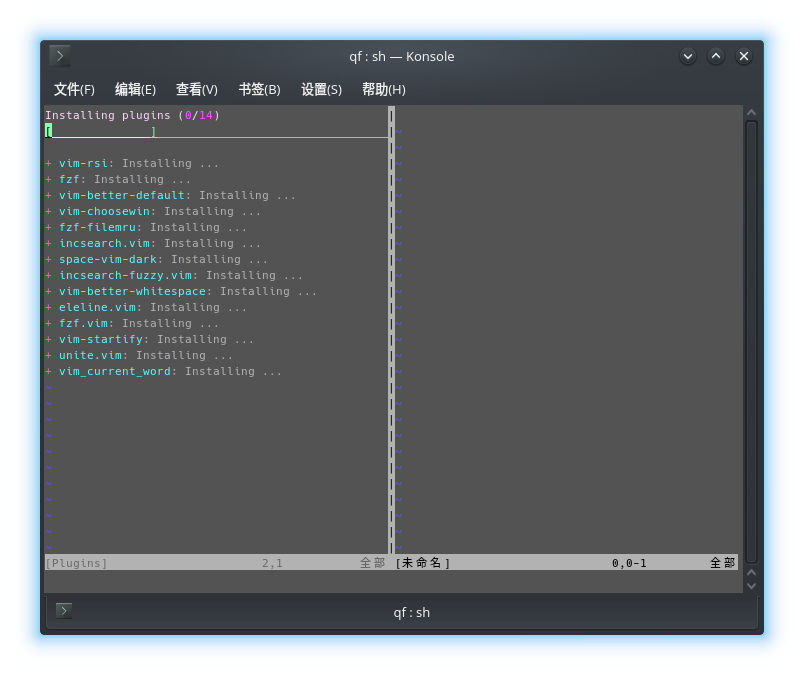 qf : sh — Konsole
文件(F) 编辑(E) 查看(V) 书签(B) 设置(S) 帮助(H)
Installing plugins (0/14)
[ ]
+ vim-rsi: Installing ...
+ fzf: Installing ...
+ vim-better-default: Installing ...
+ vim-choosewin: Installing ...
+ fzf-filemru: Installing ...
+ incsearch.vim: Installing ...
+ space-vim-dark: Installing ...
+ incsearch-fuzzy.vim: Installing ...
+ vim-better-whitespace: Installing ...
+ eleline.vim: Installing ...
+ fzf.vim: Installing ...
+ vim-startify: Installing ...
+ unite.vim: Installing ...
+ vim_current_word: Installing ...
[Plugins] 2,1 全部 [未命名] 0,0-1 全部
qf : sh